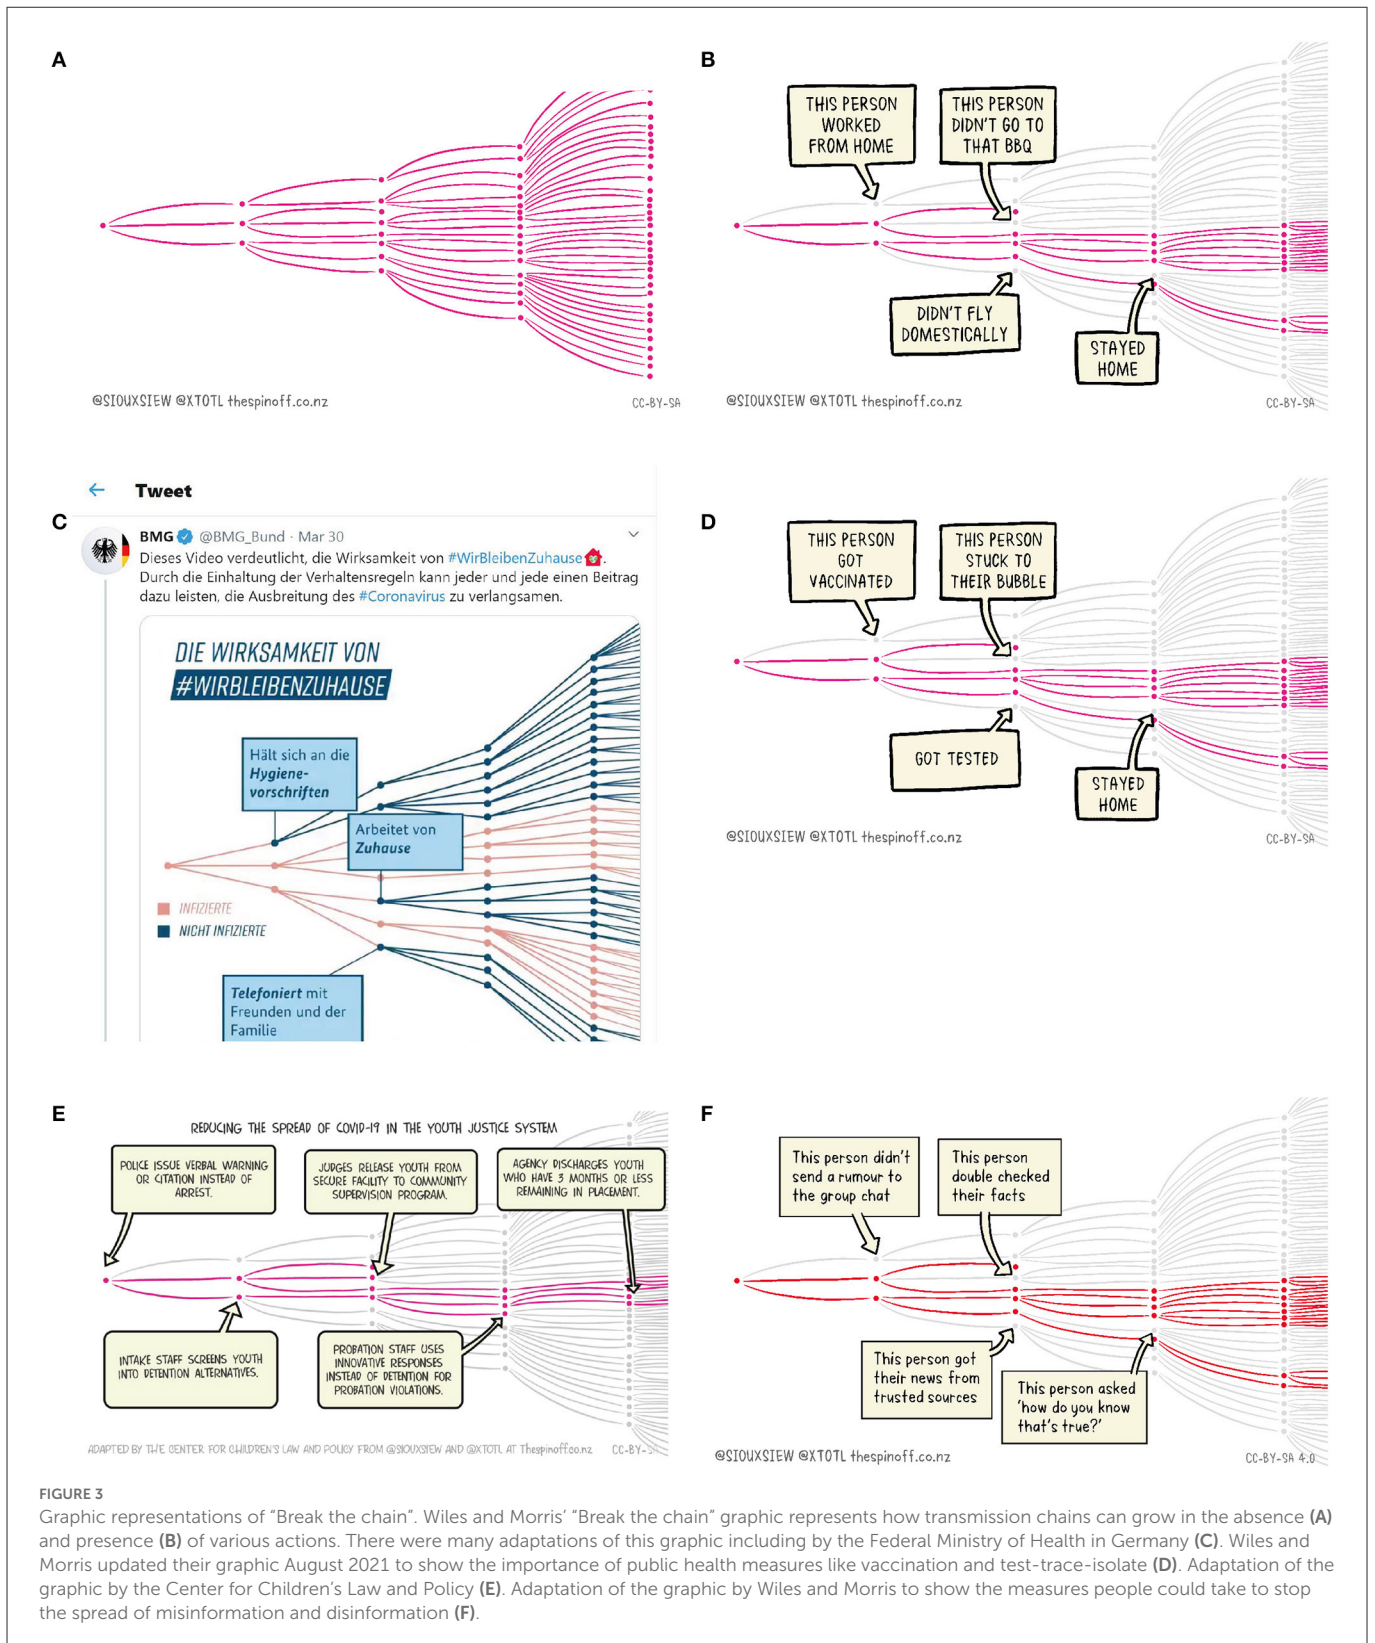 A
@SIOUXSIEW @XTOTL thespinoff.co.nz
CC-BY-SA
B
THIS PERSON
WORKED
FROM HOME
THIS PERSON
DIDN'T GO TO
THAT BBQ
DIDN'T FLY
DOMESTICALLY
STAYED
HOME
@SIOUXSIEW @XTOTL thespinoff.co.nz
CC-BY-SA
← Tweet
C
BMG @BMG_Bund · Mar 30
Dieses Video verdeutlicht, die Wirksamkeit von #WirBleibenZuhause.
Durch die Einhaltung der Verhaltensregeln kann jeder und jede einen Beitrag
dazu leisten, die Ausbreitung des #Coronavirus zu verlangsamen.
DIE WIRKSAMKEIT VON
#WIRBLEIBENZUHAUSE
Hält sich an die
Hygiene-
vorschriften
Arbeitet von
Zuhause
INFIZIERTE
NICHT INFIZIERTE
Telefoniert mit
Freunden und der
Familie
D
THIS PERSON
GOT
VACCINATED
THIS PERSON
STUCK TO
THEIR BUBBLE
GOT TESTED
STAYED
HOME
@SIOUXSIEW @XTOTL thespinoff.co.nz
CC-BY-SA
E
REDUCING THE SPREAD OF COVID-19 IN THE YOUTH JUSTICE SYSTEM
POLICE ISSUE VERBAL WARNING
OR CITATION INSTEAD OF
ARREST.
JUDGES RELEASE YOUTH FROM
SECURE FACILITY TO COMMUNITY
SUPERVISION PROGRAM.
AGENCY DISCHARGES YOUTH
WHO HAVE 3 MONTHS OR LESS
REMAINING IN PLACEMENT.
INTAKE STAFF SCREENS YOUTH
INTO DETENTION ALTERNATIVES.
PROBATION STAFF USES
INNOVATIVE RESPONSES
INSTEAD OF DETENTION FOR
PROBATION VIOLATIONS.
ADAPTED BY THE CENTER FOR CHILDREN'S LAW AND POLICY FROM @SIOUXSIEW AND @XTOTL AT Thespinoff.co.nz
CC-BY-
F
This person didn't
send a rumour to
the group chat
This person
double checked
their facts
This person got
their news from
trusted sources
This person asked
'how do you know
that's true?'
@SIOUXSIEW @XTOTL thespinoff.co.nz
CC-BY-SA 4.0
FIGURE 3
Graphic representations of "Break the chain". Wiles and Morris' "Break the chain" graphic represents how transmission chains can grow in the absence (A)
and presence (B) of various actions. There were many adaptations of this graphic including by the Federal Ministry of Health in Germany (C). Wiles and
Morris updated their graphic August 2021 to show the importance of public health measures like vaccination and test-trace-isolate (D). Adaptation of the
graphic by the Center for Children's Law and Policy (E). Adaptation of the graphic by Wiles and Morris to show the measures people could take to stop
the spread of misinformation and disinformation (F).